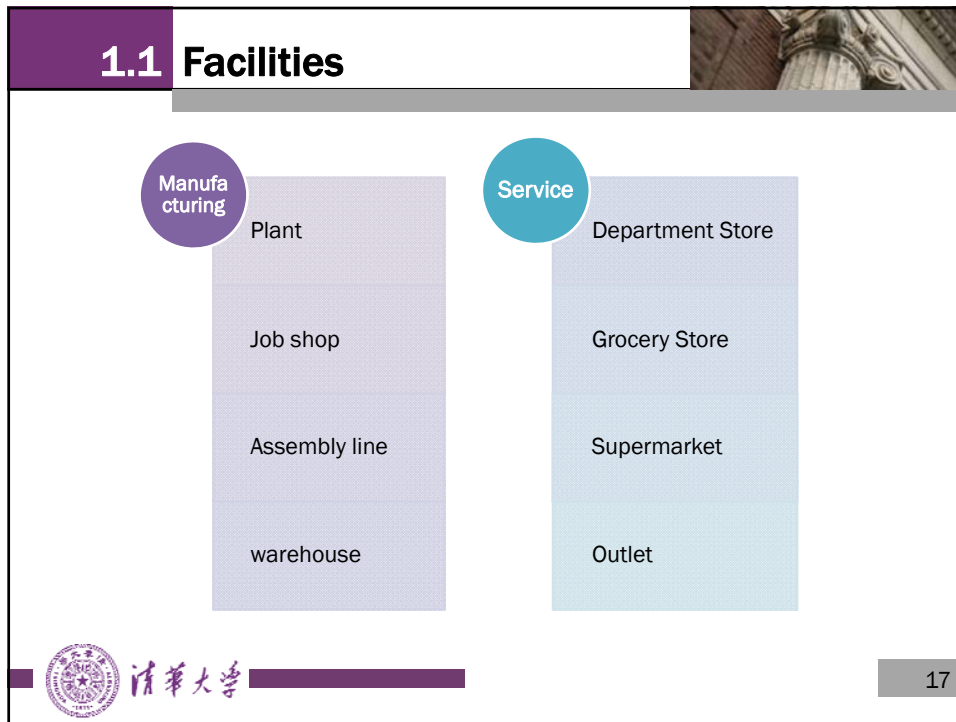 1.1 Facilities
Manufa
cturing
Plant
Job shop
Assembly line
warehouse
Service
Department Store
Grocery Store
Supermarket
Outlet
清華大学
17